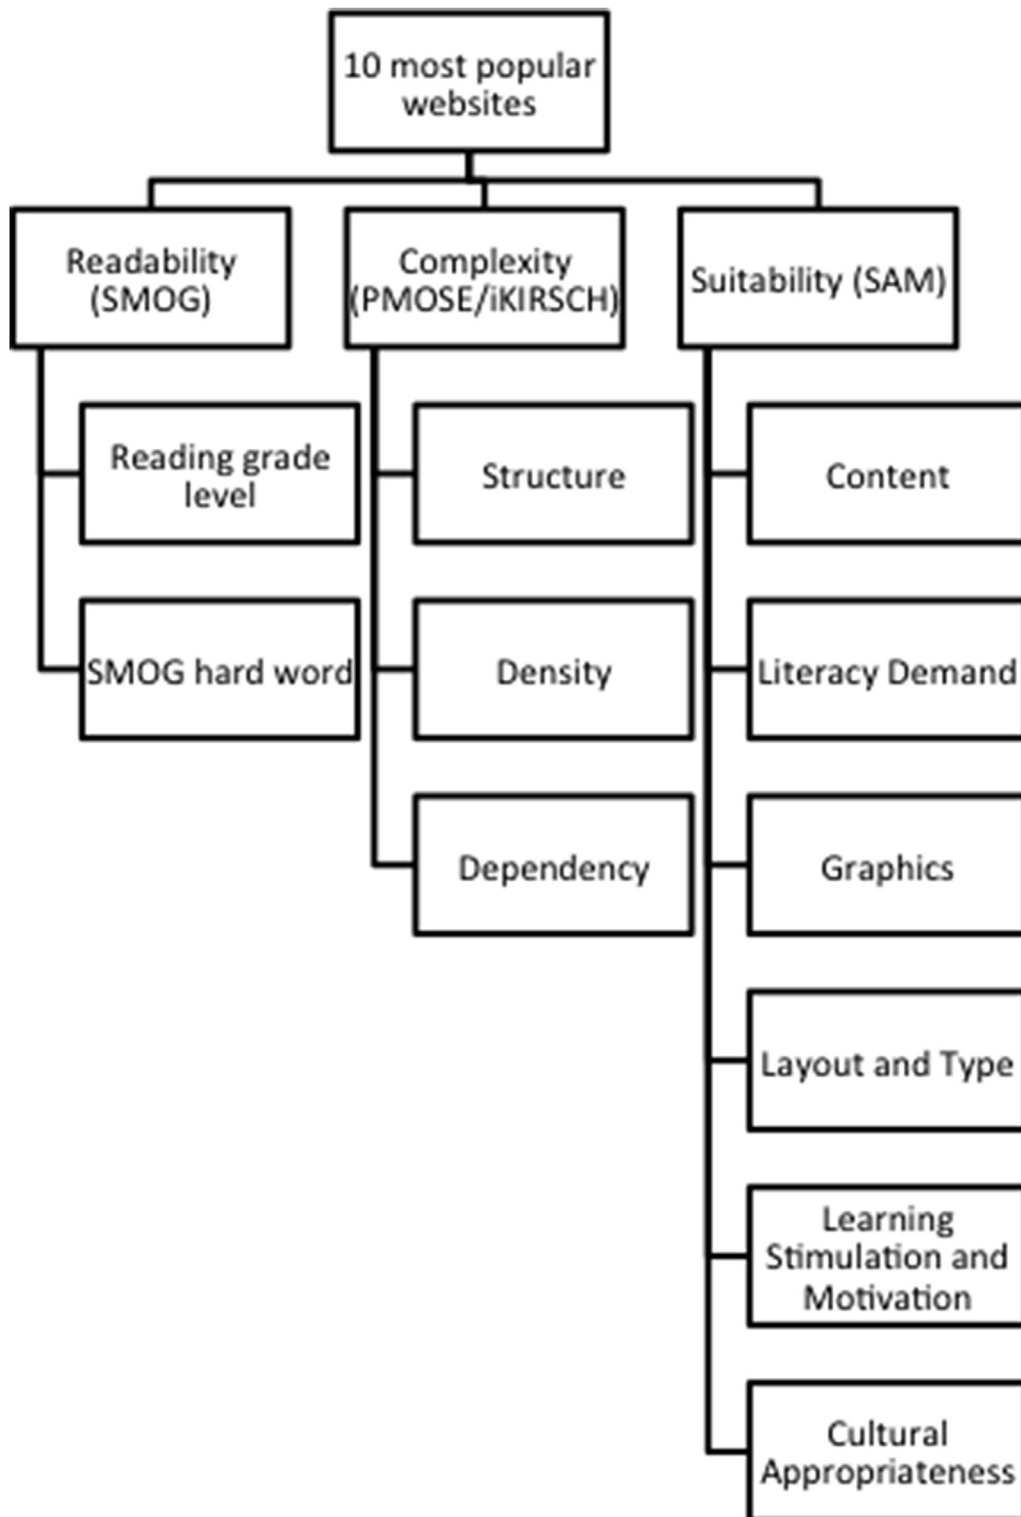 10 most popular
websites
Readability
(SMOG)
Complexity
(PMOSE/iKIRSCH)
Suitability (SAM)
Reading grade
level
SMOG hard word
Structure
Density
Dependency
Content
Literacy Demand
Graphics
Layout and Type
Learning
Stimulation and
Motivation
Cultural
Appropriateness